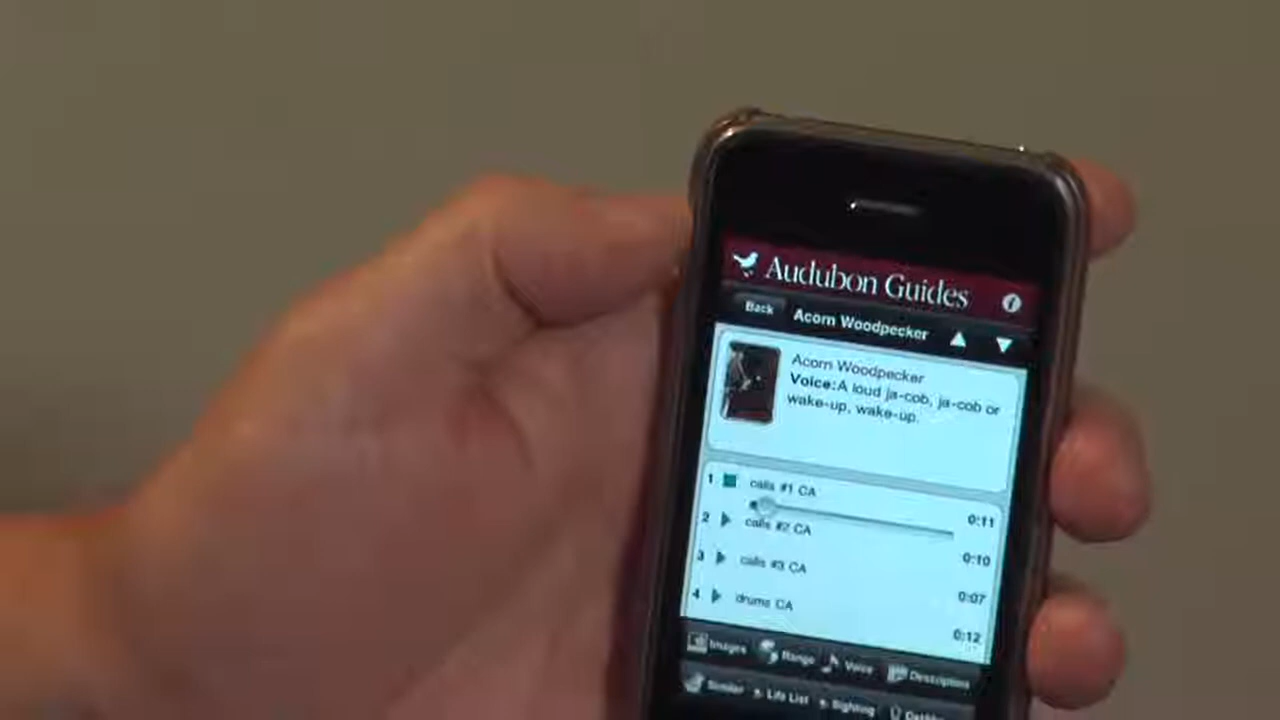 Audubon Guides
Back Acorn Woodpecker
Acorn Woodpecker
Voice:A loud ja-cob, ja-cob or
wake-up, wake-up.
1 calls #1 CA 0:11
2 calls #2 CA 0:10
3 calls #3 CA 0:07
4 drums CA 0:12
Images Range Voice Description
Similar Life List Sighting